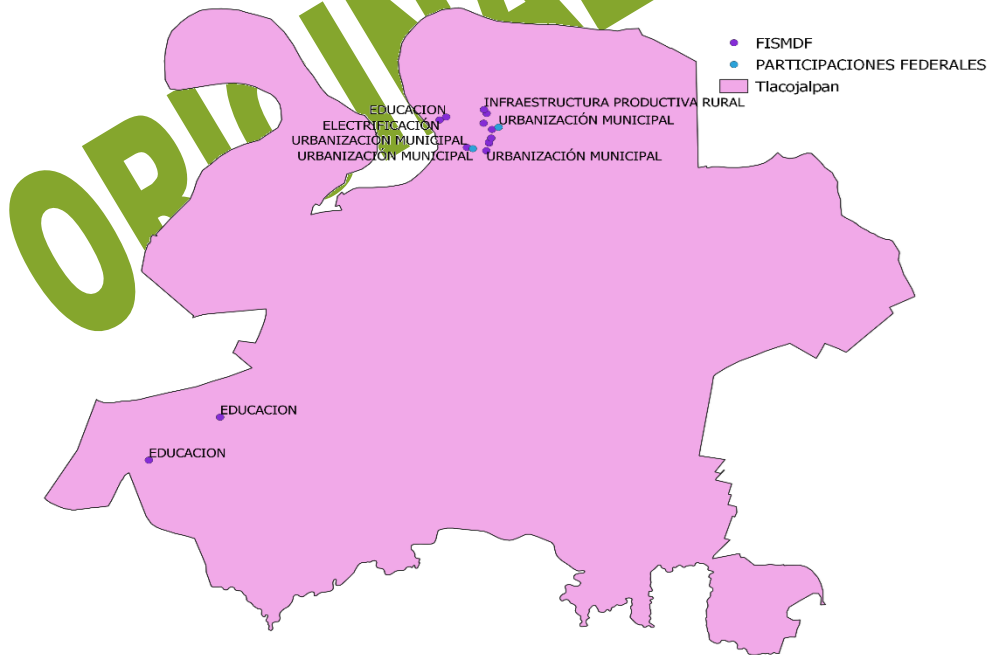 FISMDF
PARTICIPACIONES FEDERALES
Tlacojalpan
EDUCACION
INFRAESTRUCTURA PRODUCTIVA RURAL
ELECTRIFICACIÓN
URBANIZACIÓN MUNICIPAL
URBANIZACIÓN MUNICIPAL
URBANIZACIÓN MUNICIPAL
URBANIZACIÓN MUNICIPAL
EDUCACION
EDUCACION